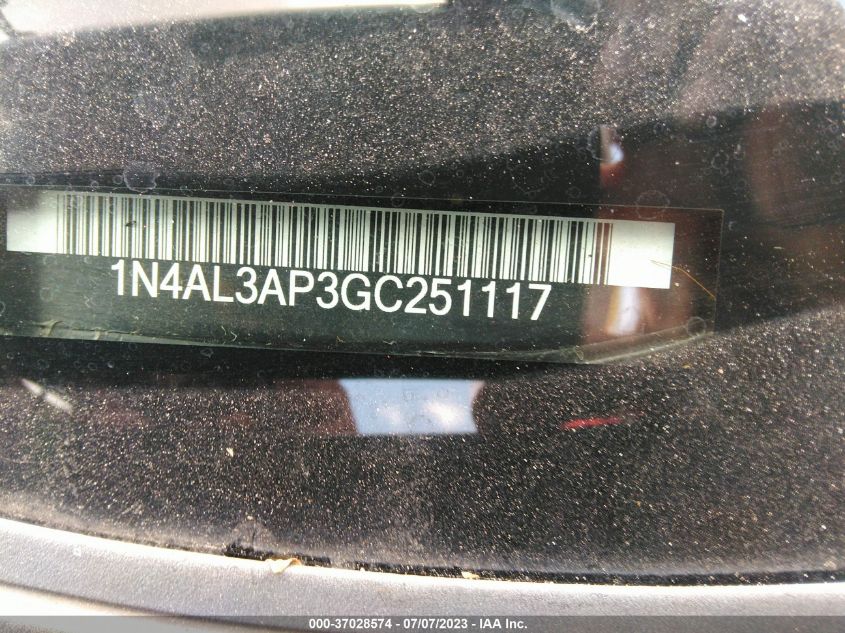 1N4AL3AP3GC251117
000-37028574 - 07/07/2023 - IAA Inc.